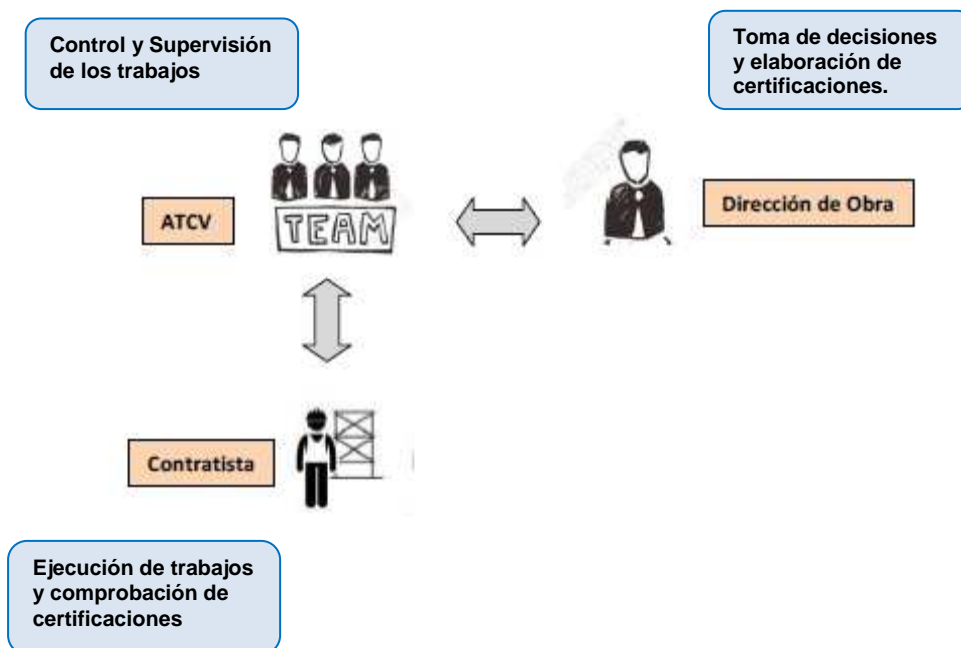 Control y Supervisión
de los trabajos
Toma de decisiones
y elaboración de
certificaciones.
ATCV
TEAM
Dirección de Obra
Contratista
Ejecución de trabajos
y comprobación de
certificaciones